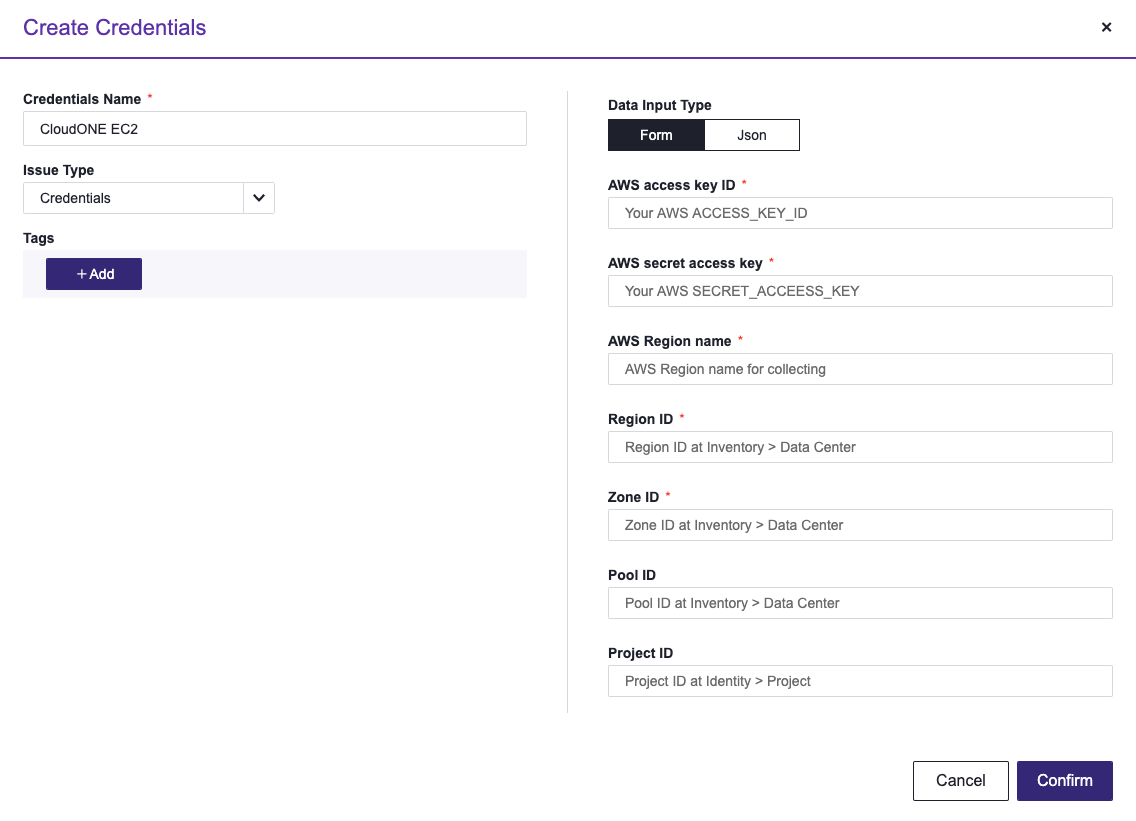 Create Credentials
×
Credentials Name *
CloudONE EC2
Issue Type
Credentials
Tags
+ Add
Data Input Type
Form
Json
AWS access key ID *
Your AWS ACCESS_KEY_ID
AWS secret access key *
Your AWS SECRET_ACCEESS_KEY
AWS Region name *
AWS Region name for collecting
Region ID *
Region ID at Inventory > Data Center
Zone ID *
Zone ID at Inventory > Data Center
Pool ID
Pool ID at Inventory > Data Center
Project ID
Project ID at Identity > Project
Cancel
Confirm